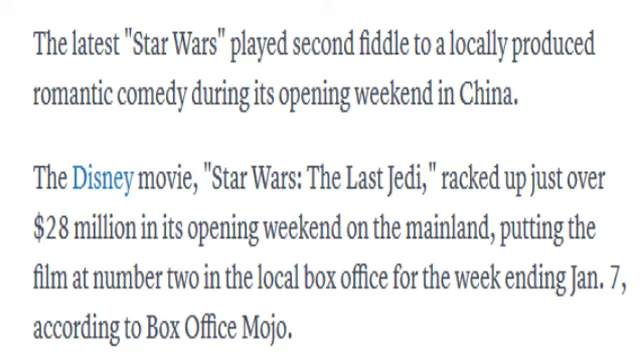 The latest "Star Wars" played second fiddle to a locally produced
romantic comedy during its opening weekend in China.
The Disney movie, "Star Wars: The Last Jedi," racked up just over
$28 million in its opening weekend on the mainland, putting the
film at number two in the local box office for the week ending Jan. 7,
according to Box Office Mojo.